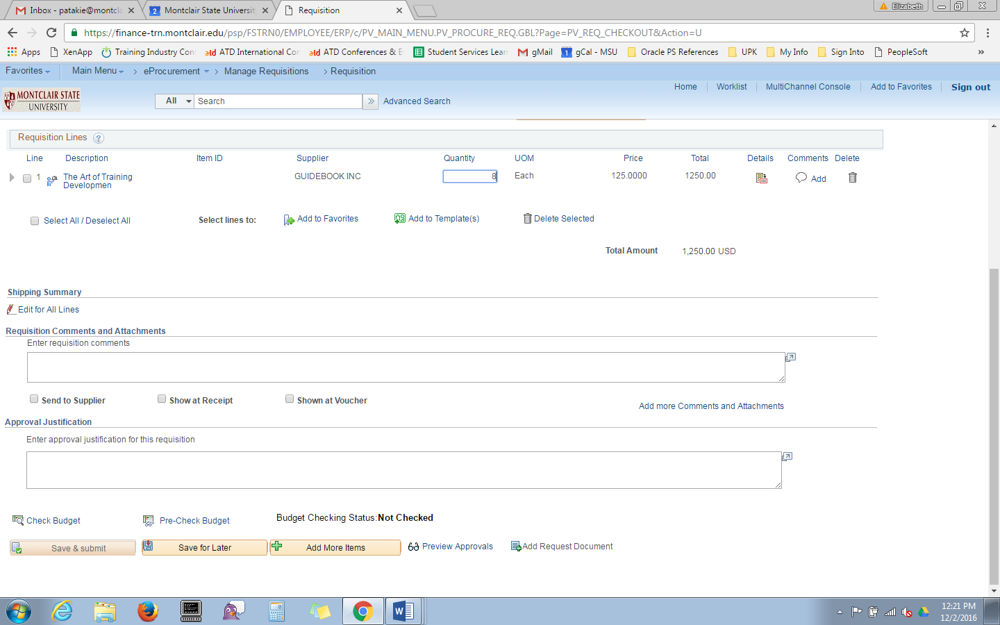 Inbox - patakie@montcla
Montclair State University
Requisition
Elizabeth
https://finance-trn.montclair.edu/psp/FSTRN0/EMPLOYEE/ERP/c/PV_MAIN_MENU.PV_PROCURE_REQ.GBL?Page=PV_REQ_CHECKOUT&Action=U
Apps XenApp Training Industry Con ATD International Cor ATD Conferences & E Student Services Lear gMail gCal - MSU Oracle PS References UPK My Info Sign Into PeopleSoft »
Favorites Main Menu > eProcurement > Manage Requisitions > Requisition
Home Worklist MultiChannel Console Add to Favorites Sign out
MONTCLAIR STATE
UNIVERSITY
All Search Advanced Search
Requisition Lines ?
Line Description Item ID Supplier Quantity UOM Price Total Details Comments Delete
1 The Art of Training GUIDEBOOK INC 8 Each 125.0000 1250.00 Add
Developmen
Select All / Deselect All Select lines to: Add to Favorites Add to Template(s) Delete Selected
Total Amount 1,250.00 USD
Shipping Summary
Edit for All Lines
Requisition Comments and Attachments
Enter requisition comments
Send to Supplier Show at Receipt Shown at Voucher
Add more Comments and Attachments
Approval Justification
Enter approval justification for this requisition
Check Budget Pre-Check Budget Budget Checking Status:Not Checked
Save & submit Save for Later Add More Items Preview Approvals Add Request Document
12:21 PM
12/2/2016